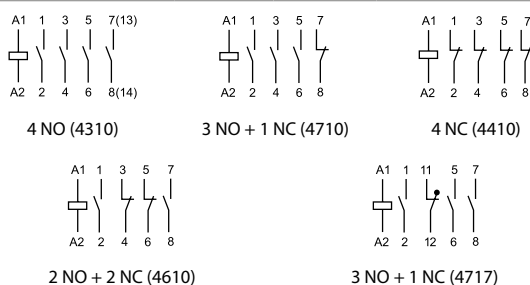 A1 1 3 5 7(13) A1 1 3 5 7 A1 1 3 5 7
A2 2 4 6 8(14) A2 2 4 6 8 A2 2 4 6 8
4 NO (4310) 3 NO + 1 NC (4710) 4 NC (4410)
A1 1 3 5 7 A1 1 11 5 7
A2 2 4 6 8 A2 2 12 6 8
2 NO + 2 NC (4610) 3 NO + 1 NC (4717)